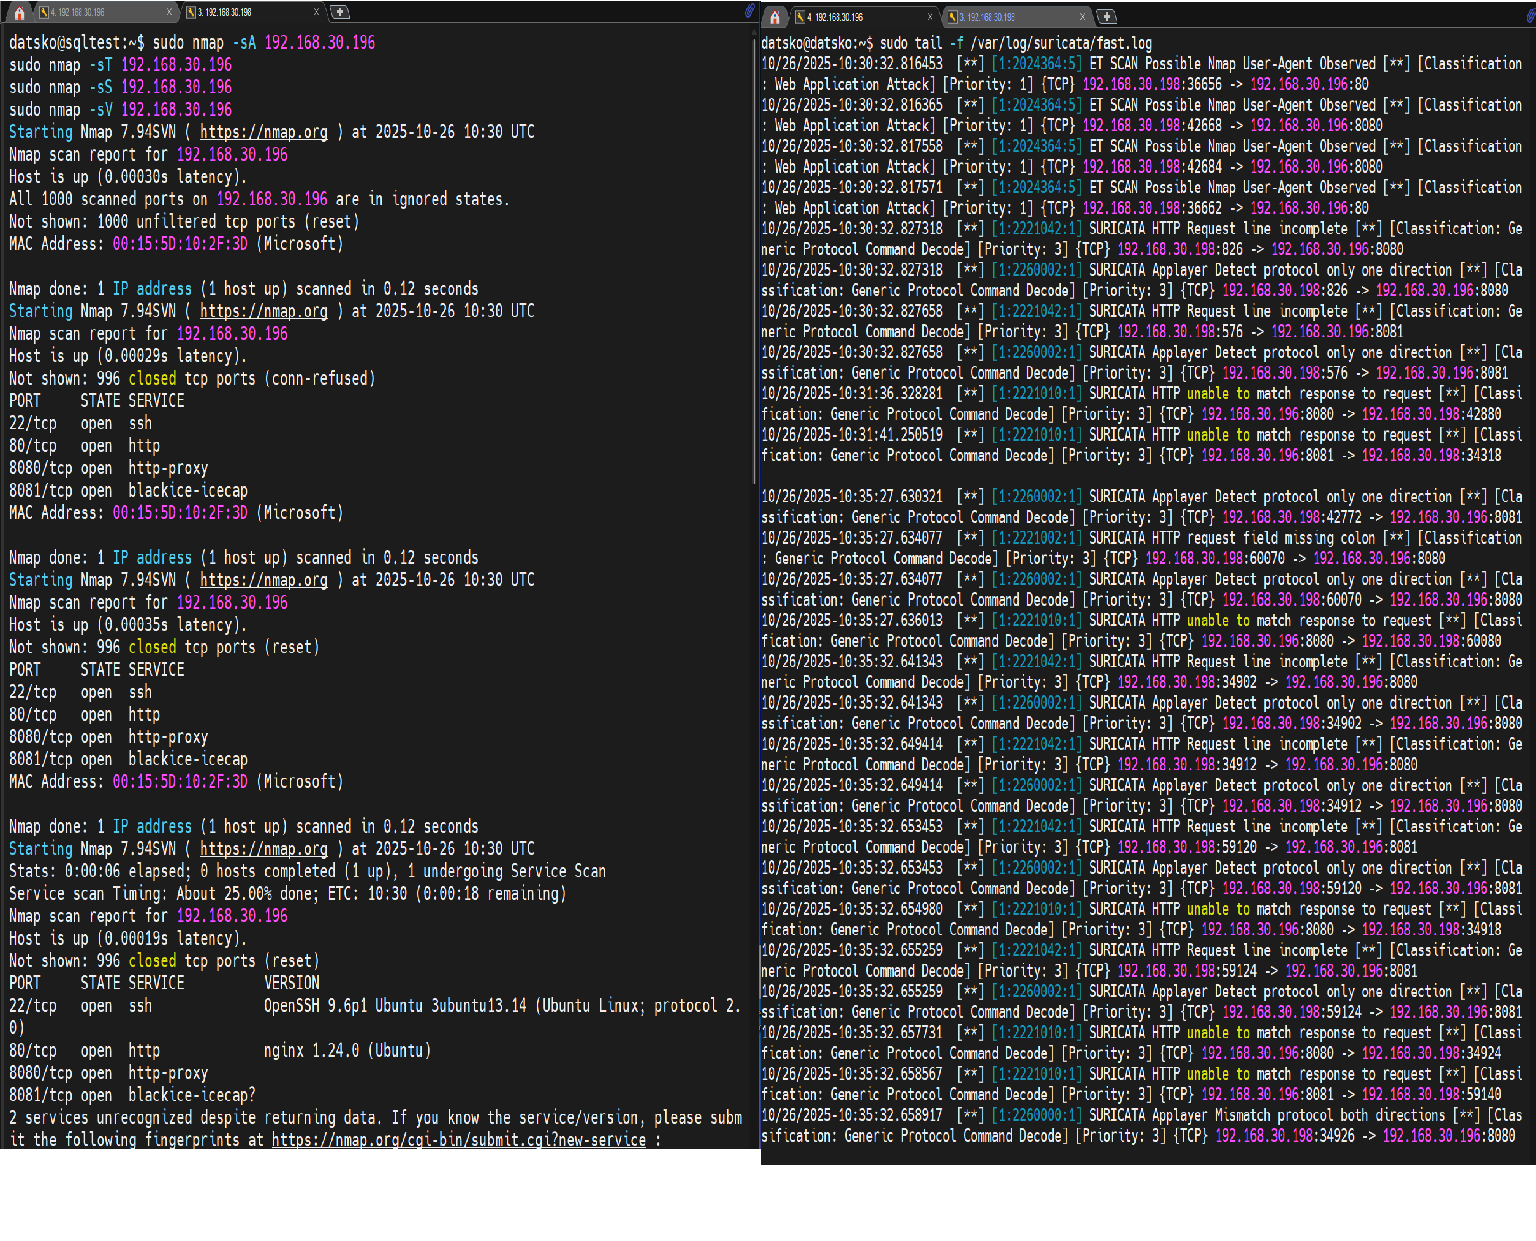 4. 192.168.30.196
3. 192.168.30.198
datsko@sqltest:~$ sudo nmap -sA 192.168.30.196
sudo nmap -sT 192.168.30.196
sudo nmap -sS 192.168.30.196
sudo nmap -sV 192.168.30.196
Starting Nmap 7.94SVN ( https://nmap.org ) at 2025-10-26 10:30 UTC
Nmap scan report for 192.168.30.196
Host is up (0.00030s latency).
All 1000 scanned ports on 192.168.30.196 are in ignored states.
Not shown: 1000 unfiltered tcp ports (reset)
MAC Address: 00:15:5D:10:2F:3D (Microsoft)

Nmap done: 1 IP address (1 host up) scanned in 0.12 seconds
Starting Nmap 7.94SVN ( https://nmap.org ) at 2025-10-26 10:30 UTC
Nmap scan report for 192.168.30.196
Host is up (0.00029s latency).
Not shown: 996 closed tcp ports (conn-refused)
PORT     STATE SERVICE
22/tcp   open  ssh
80/tcp   open  http
8080/tcp open  http-proxy
8081/tcp open  blackice-icecap
MAC Address: 00:15:5D:10:2F:3D (Microsoft)

Nmap done: 1 IP address (1 host up) scanned in 0.12 seconds
Starting Nmap 7.94SVN ( https://nmap.org ) at 2025-10-26 10:30 UTC
Nmap scan report for 192.168.30.196
Host is up (0.00035s latency).
Not shown: 996 closed tcp ports (reset)
PORT     STATE SERVICE
22/tcp   open  ssh
80/tcp   open  http
8080/tcp open  http-proxy
8081/tcp open  blackice-icecap
MAC Address: 00:15:5D:10:2F:3D (Microsoft)

Nmap done: 1 IP address (1 host up) scanned in 0.12 seconds
Starting Nmap 7.94SVN ( https://nmap.org ) at 2025-10-26 10:30 UTC
Stats: 0:00:06 elapsed; 0 hosts completed (1 up), 1 undergoing Service Scan
Service scan Timing: About 25.00% done; ETC: 10:30 (0:00:18 remaining)
Nmap scan report for 192.168.30.196
Host is up (0.00019s latency).
Not shown: 996 closed tcp ports (reset)
PORT     STATE SERVICE          VERSION
22/tcp   open  ssh              OpenSSH 9.6p1 Ubuntu 3ubuntu13.14 (Ubuntu Linux; protocol 2.
0)
80/tcp   open  http             nginx 1.24.0 (Ubuntu)
8080/tcp open  http-proxy
8081/tcp open  blackice-icecap?
2 services unrecognized despite returning data. If you know the service/version, please subm
it the following fingerprints at https://nmap.org/cgi-bin/submit.cgi?new-service :
4. 192.168.30.196
3. 192.168.30.198
datsko@datsko:~$ sudo tail -f /var/log/suricata/fast.log
10/26/2025-10:30:32.816453  [**] [1:2024364:5] ET SCAN Possible Nmap User-Agent Observed [**] [Classification
: Web Application Attack] [Priority: 1] {TCP} 192.168.30.198:36656 -> 192.168.30.196:80
10/26/2025-10:30:32.816365  [**] [1:2024364:5] ET SCAN Possible Nmap User-Agent Observed [**] [Classification
: Web Application Attack] [Priority: 1] {TCP} 192.168.30.198:42668 -> 192.168.30.196:8080
10/26/2025-10:30:32.817558  [**] [1:2024364:5] ET SCAN Possible Nmap User-Agent Observed [**] [Classification
: Web Application Attack] [Priority: 1] {TCP} 192.168.30.198:42684 -> 192.168.30.196:8080
10/26/2025-10:30:32.817571  [**] [1:2024364:5] ET SCAN Possible Nmap User-Agent Observed [**] [Classification
: Web Application Attack] [Priority: 1] {TCP} 192.168.30.198:36662 -> 192.168.30.196:80
10/26/2025-10:30:32.827318  [**] [1:2221042:1] SURICATA HTTP Request line incomplete [**] [Classification: Ge
neric Protocol Command Decode] [Priority: 3] {TCP} 192.168.30.198:826 -> 192.168.30.196:8080
10/26/2025-10:30:32.827318  [**] [1:2260002:1] SURICATA Applayer Detect protocol only one direction [**] [Cla
ssification: Generic Protocol Command Decode] [Priority: 3] {TCP} 192.168.30.198:826 -> 192.168.30.196:8080
10/26/2025-10:30:32.827658  [**] [1:2221042:1] SURICATA HTTP Request line incomplete [**] [Classification: Ge
neric Protocol Command Decode] [Priority: 3] {TCP} 192.168.30.198:576 -> 192.168.30.196:8081
10/26/2025-10:30:32.827658  [**] [1:2260002:1] SURICATA Applayer Detect protocol only one direction [**] [Cla
ssification: Generic Protocol Command Decode] [Priority: 3] {TCP} 192.168.30.198:576 -> 192.168.30.196:8081
10/26/2025-10:31:36.328281  [**] [1:2221010:1] SURICATA HTTP unable to match response to request [**] [Classi
fication: Generic Protocol Command Decode] [Priority: 3] {TCP} 192.168.30.196:8080 -> 192.168.30.198:42880
10/26/2025-10:31:41.250519  [**] [1:2221010:1] SURICATA HTTP unable to match response to request [**] [Classi
fication: Generic Protocol Command Decode] [Priority: 3] {TCP} 192.168.30.196:8081 -> 192.168.30.198:34318

10/26/2025-10:35:27.630321  [**] [1:2260002:1] SURICATA Applayer Detect protocol only one direction [**] [Cla
ssification: Generic Protocol Command Decode] [Priority: 3] {TCP} 192.168.30.198:42772 -> 192.168.30.196:8081
10/26/2025-10:35:27.634077  [**] [1:2221002:1] SURICATA HTTP request field missing colon [**] [Classification
: Generic Protocol Command Decode] [Priority: 3] {TCP} 192.168.30.198:60070 -> 192.168.30.196:8080
10/26/2025-10:35:27.634077  [**] [1:2260002:1] SURICATA Applayer Detect protocol only one direction [**] [Cla
ssification: Generic Protocol Command Decode] [Priority: 3] {TCP} 192.168.30.198:60070 -> 192.168.30.196:8080
10/26/2025-10:35:27.636013  [**] [1:2221010:1] SURICATA HTTP unable to match response to request [**] [Classi
fication: Generic Protocol Command Decode] [Priority: 3] {TCP} 192.168.30.196:8080 -> 192.168.30.198:60080
10/26/2025-10:35:32.641343  [**] [1:2221042:1] SURICATA HTTP Request line incomplete [**] [Classification: Ge
neric Protocol Command Decode] [Priority: 3] {TCP} 192.168.30.198:34902 -> 192.168.30.196:8080
10/26/2025-10:35:32.641343  [**] [1:2260002:1] SURICATA Applayer Detect protocol only one direction [**] [Cla
ssification: Generic Protocol Command Decode] [Priority: 3] {TCP} 192.168.30.198:34902 -> 192.168.30.196:8080
10/26/2025-10:35:32.649414  [**] [1:2221042:1] SURICATA HTTP Request line incomplete [**] [Classification: Ge
neric Protocol Command Decode] [Priority: 3] {TCP} 192.168.30.198:34912 -> 192.168.30.196:8080
10/26/2025-10:35:32.649414  [**] [1:2260002:1] SURICATA Applayer Detect protocol only one direction [**] [Cla
ssification: Generic Protocol Command Decode] [Priority: 3] {TCP} 192.168.30.198:34912 -> 192.168.30.196:8080
10/26/2025-10:35:32.653453  [**] [1:2221042:1] SURICATA HTTP Request line incomplete [**] [Classification: Ge
neric Protocol Command Decode] [Priority: 3] {TCP} 192.168.30.198:59120 -> 192.168.30.196:8081
10/26/2025-10:35:32.653453  [**] [1:2260002:1] SURICATA Applayer Detect protocol only one direction [**] [Cla
ssification: Generic Protocol Command Decode] [Priority: 3] {TCP} 192.168.30.198:59120 -> 192.168.30.196:8081
10/26/2025-10:35:32.654980  [**] [1:2221010:1] SURICATA HTTP unable to match response to request [**] [Classi
fication: Generic Protocol Command Decode] [Priority: 3] {TCP} 192.168.30.196:8080 -> 192.168.30.198:34918
10/26/2025-10:35:32.655259  [**] [1:2221042:1] SURICATA HTTP Request line incomplete [**] [Classification: Ge
neric Protocol Command Decode] [Priority: 3] {TCP} 192.168.30.198:59124 -> 192.168.30.196:8081
10/26/2025-10:35:32.655259  [**] [1:2260002:1] SURICATA Applayer Detect protocol only one direction [**] [Cla
ssification: Generic Protocol Command Decode] [Priority: 3] {TCP} 192.168.30.198:59124 -> 192.168.30.196:8081
10/26/2025-10:35:32.657731  [**] [1:2221010:1] SURICATA HTTP unable to match response to request [**] [Classi
fication: Generic Protocol Command Decode] [Priority: 3] {TCP} 192.168.30.196:8080 -> 192.168.30.198:34924
10/26/2025-10:35:32.658567  [**] [1:2221010:1] SURICATA HTTP unable to match response to request [**] [Classi
fication: Generic Protocol Command Decode] [Priority: 3] {TCP} 192.168.30.196:8081 -> 192.168.30.198:59140
10/26/2025-10:35:32.658917  [**] [1:2260000:1] SURICATA Applayer Mismatch protocol both directions [**] [Clas
sification: Generic Protocol Command Decode] [Priority: 3] {TCP} 192.168.30.198:34926 -> 192.168.30.196:8080